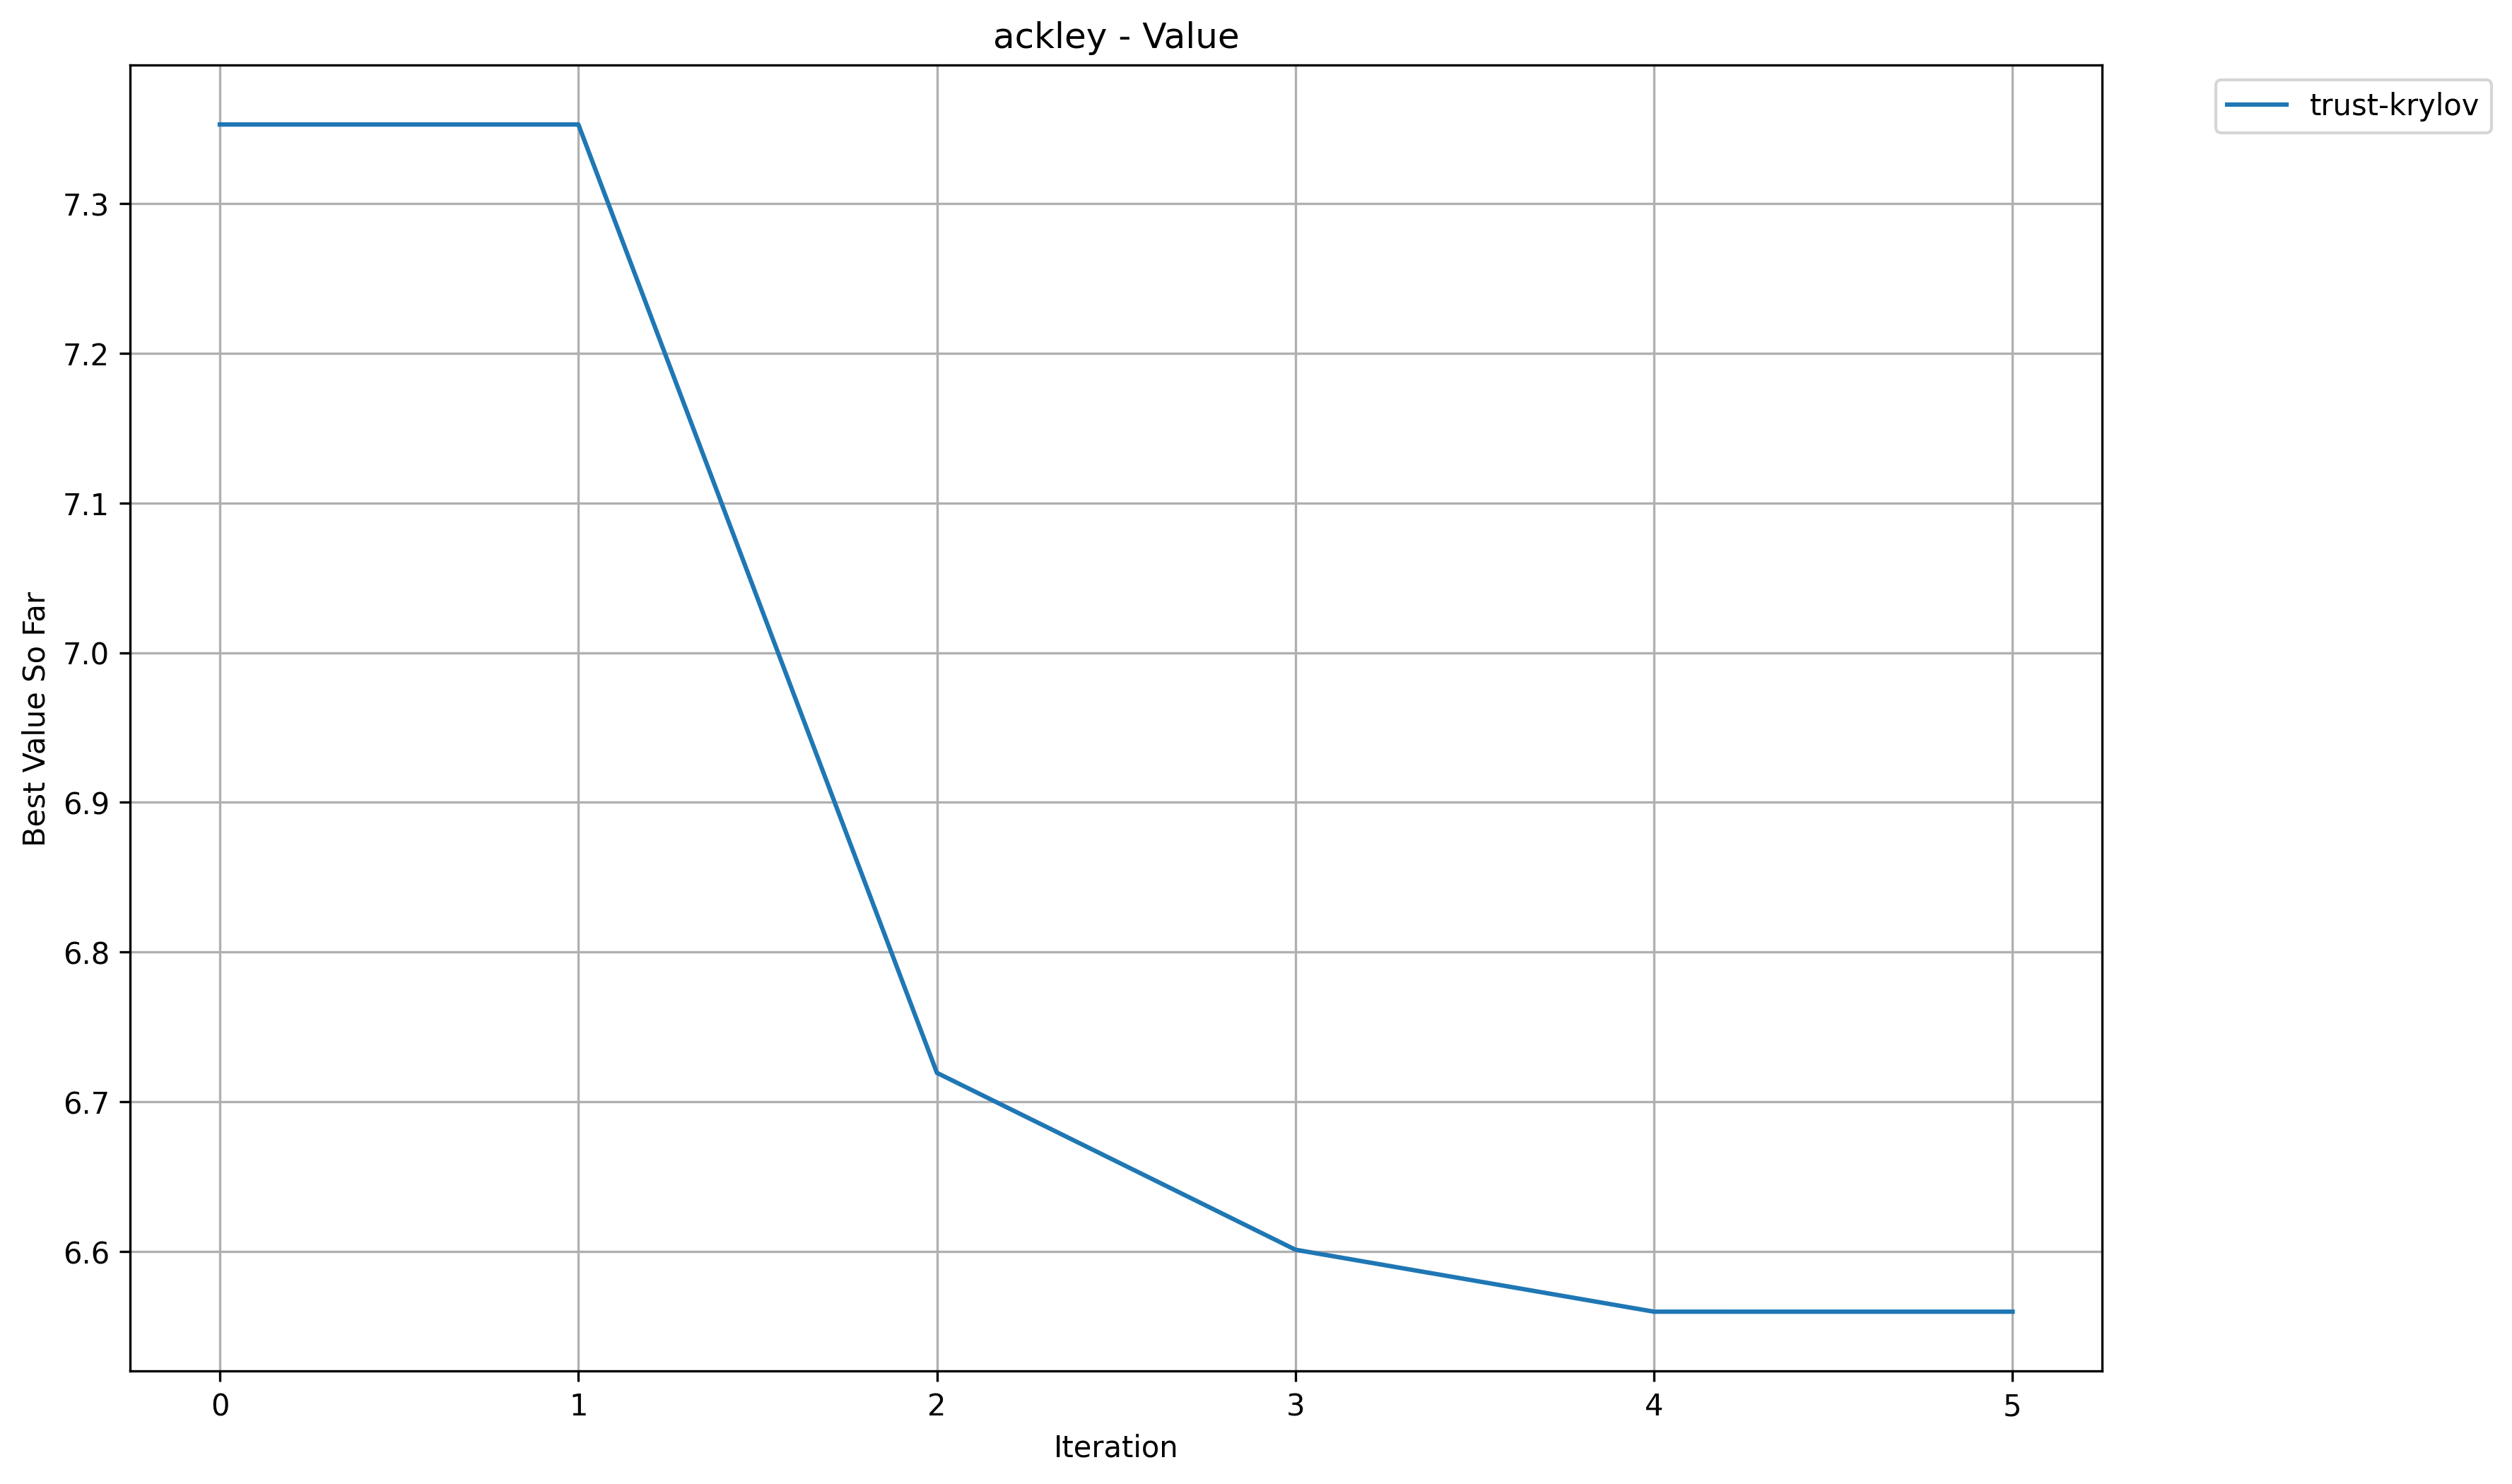 ackley - Value
trust-krylov
Best Value So Far
7.3
7.2
7.1
7.0
6.9
6.8
6.7
6.6
0 1 2 3 4 5
Iteration